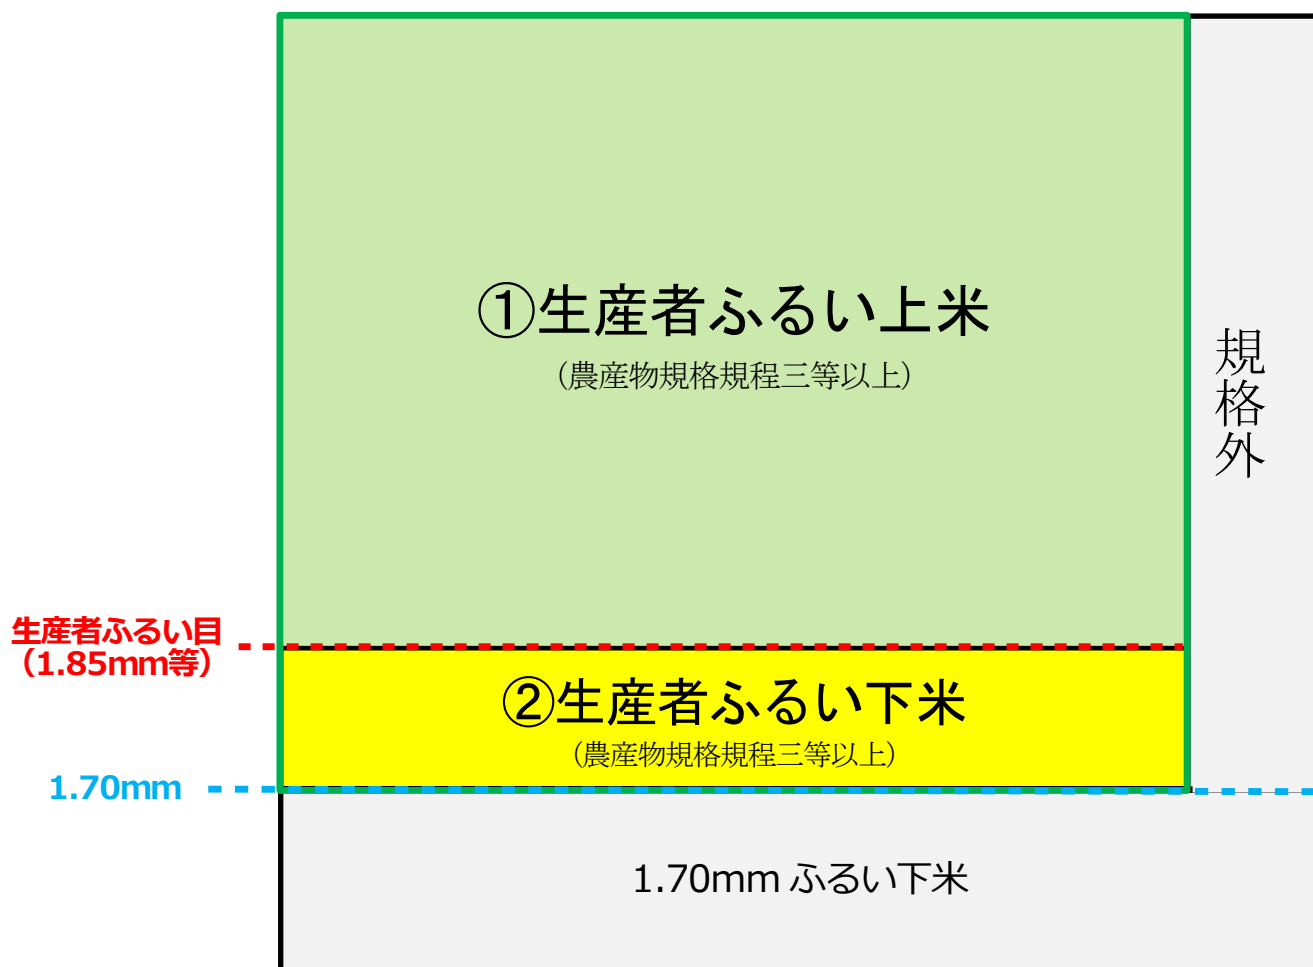 ①生産者ふるい上米
(農産物規格規程三等以上)
規格外
生産者ふるい目
(1.85mm等)
②生産者ふるい下米
(農産物規格規程三等以上)
1.70mm
1.70mm ふるい下米